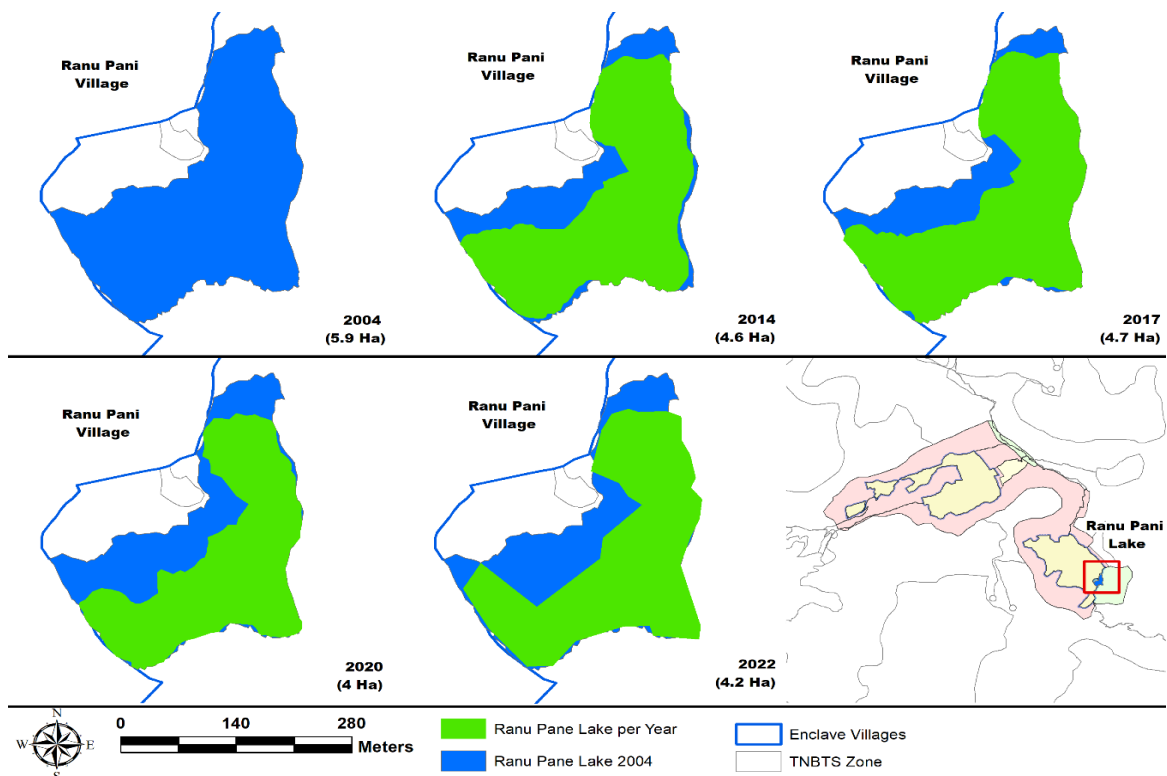 Ranu Pani
Village
2004
(5.9 Ha)
Ranu Pani
Village
2014
(4.6 Ha)
Ranu Pani
Village
2017
(4.7 Ha)
Ranu Pani
Village
2020
(4 Ha)
Ranu Pani
Village
2022
(4.2 Ha)
Ranu Pani
Lake
N
W E
S
0 140 280
Meters
Ranu Pane Lake per Year
Ranu Pane Lake 2004
Enclave Villages
TNBTS Zone